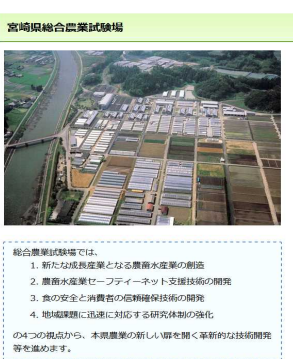 宮崎県総合農業試験場
総合農業試験場では、
1. 新たな成長産業となる農畜水産業の創造
2. 農畜水産業セーフティーネット支援技術の開発
3. 食の安全と消費者の信頼確保技術の開発
4. 地域課題に迅速に対応する研究体制の強化
の4つの視点から、本県農業の新しい扉を開く革新的な技術開発
等を進めます。